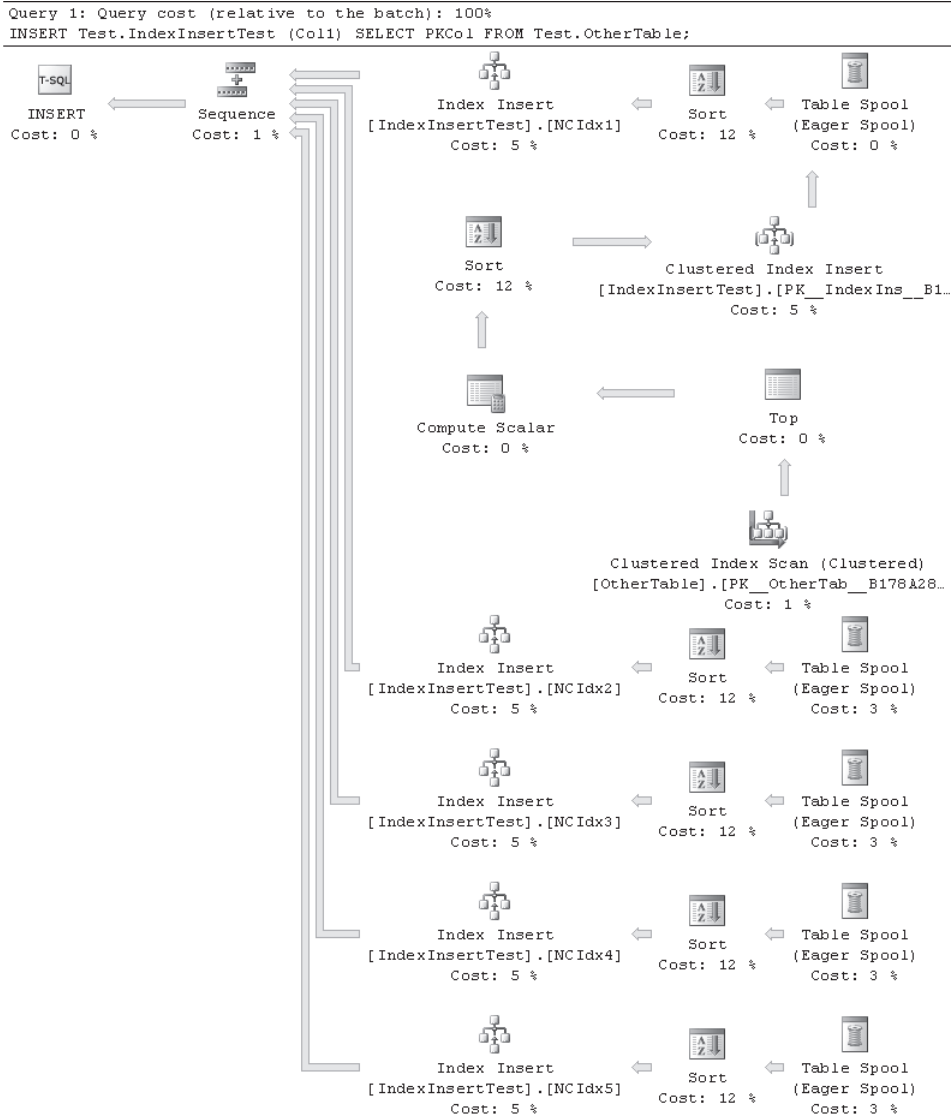 Query 1: Query cost (relative to the batch): 100%
INSERT Test.IndexInsertTest (Col1) SELECT PKCol FROM Test.OtherTable;
T-SQL
INSERT
Cost: 0 %
Sequence
Cost: 1 %
Index Insert
[IndexInsertTest].[NCIdx1]
Cost: 5 %
A
Z
Sort
Cost: 12 %
Table Spool
(Eager Spool)
Cost: 0 %
A
Z
Sort
Cost: 12 %
Clustered Index Insert
[IndexInsertTest].[PK__IndexIns__B1…
Cost: 5 %
Compute Scalar
Cost: 0 %
Top
Cost: 0 %
Clustered Index Scan (Clustered)
[OtherTable].[PK__OtherTab__B178A28…
Cost: 1 %
Index Insert
[IndexInsertTest].[NCIdx2]
Cost: 5 %
A
Z
Sort
Cost: 12 %
Table Spool
(Eager Spool)
Cost: 3 %
Index Insert
[IndexInsertTest].[NCIdx3]
Cost: 5 %
A
Z
Sort
Cost: 12 %
Table Spool
(Eager Spool)
Cost: 3 %
Index Insert
[IndexInsertTest].[NCIdx4]
Cost: 5 %
A
Z
Sort
Cost: 12 %
Table Spool
(Eager Spool)
Cost: 3 %
Index Insert
[IndexInsertTest].[NCIdx5]
Cost: 5 %
A
Z
Sort
Cost: 12 %
Table Spool
(Eager Spool)
Cost: 3 %